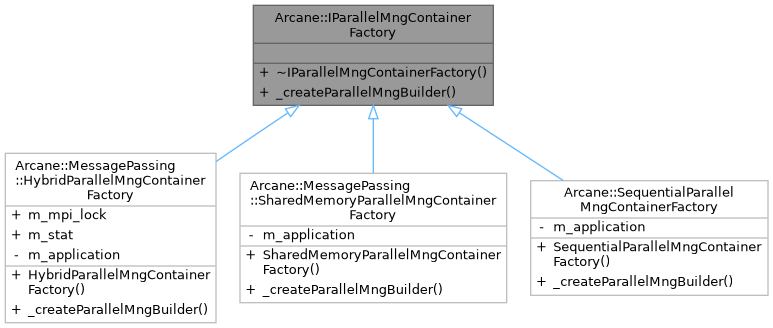 Arcane::IParallelMngContainer
Factory
+ ~IParallelMngContainerFactory()
+ _createParallelMngBuilder()
Arcane::MessagePassing
::HybridParallelMngContainer
Factory
+ m_mpi_lock
+ m_stat
- m_application
+ HybridParallelMngContainer
Factory()
+ _createParallelMngBuilder()
Arcane::MessagePassing
::SharedMemoryParallelMngContainer
Factory
- m_application
+ SharedMemoryParallelMngContainer
Factory()
+ _createParallelMngBuilder()
Arcane::SequentialParallel
MngContainerFactory
- m_application
+ SequentialParallelMngContainer
Factory()
+ _createParallelMngBuilder()